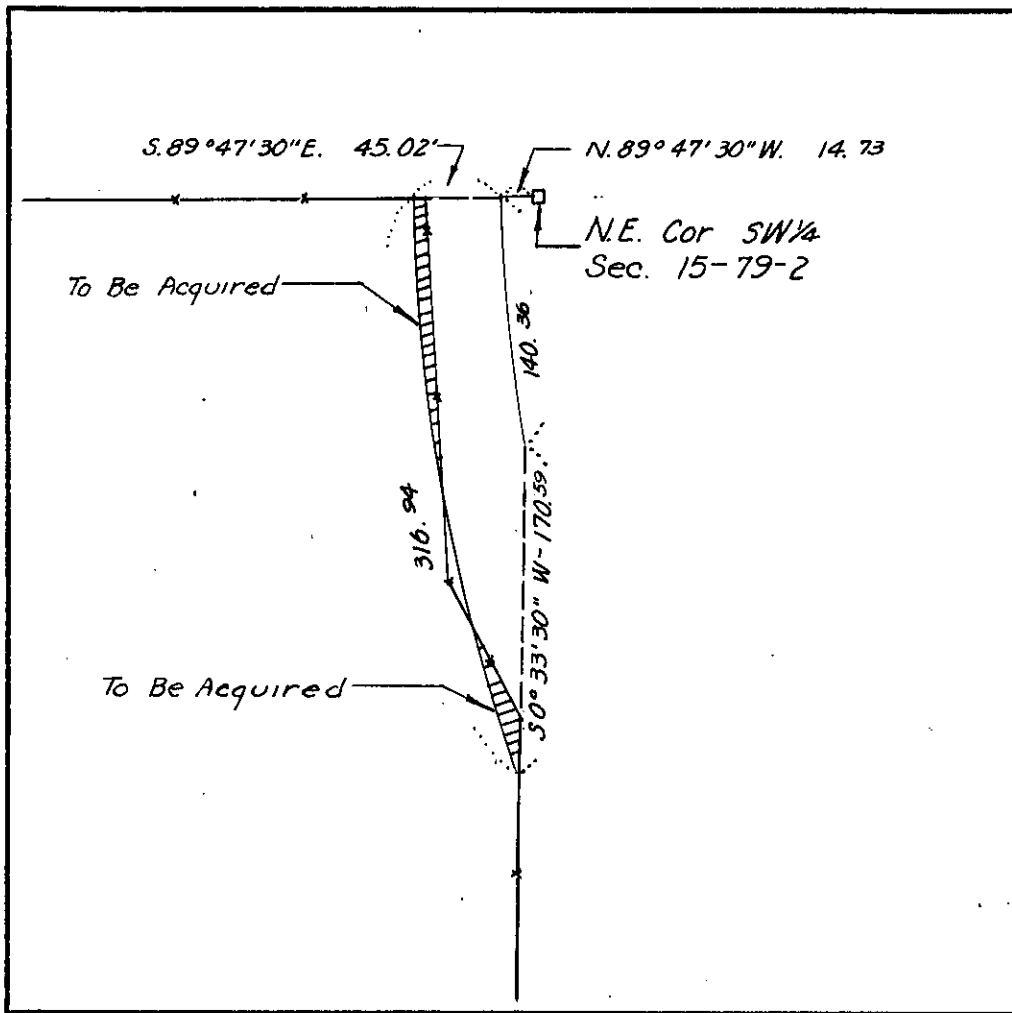 S.89°47'30"E. 45.02'
N.89°47'30"W. 14.73
N.E. Cor SW¼
Sec. 15-79-2
To Be Acquired
140.36
316.94
S0°33'30" W-170.59
To Be Acquired